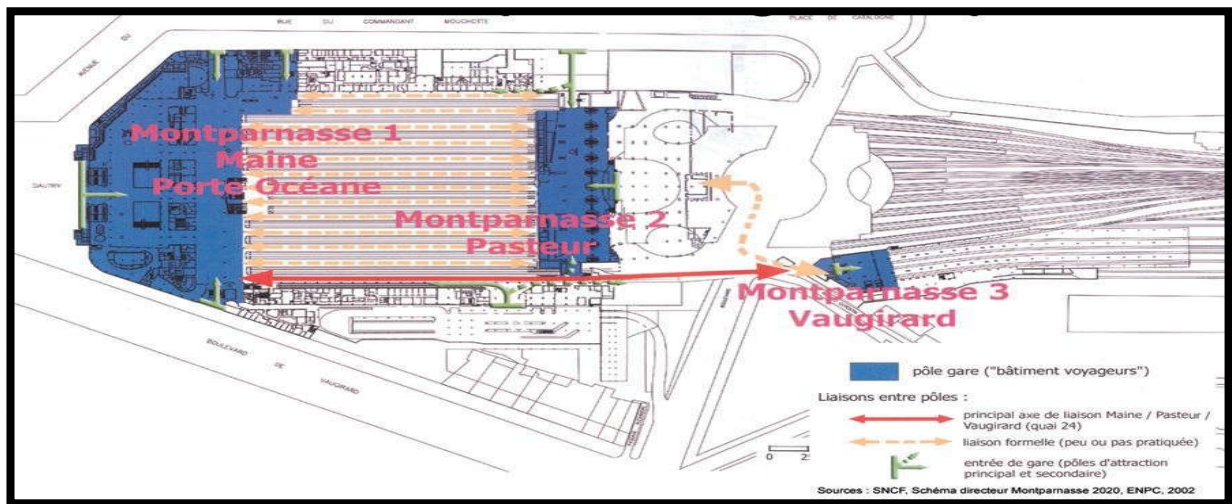 RUE DU COMMANDANT MOUCHOTTE
PLACE DE CATALOGNE
AVENUE DU
Montparnasse 1
Maine
Porte Océane
Montparnasse 2
Pasteur
Montparnasse 3
Vaugirard
BOULEVARD DE VAUGIRARD
pôle gare ("bâtiment voyageurs")
Liaisons entre pôles :
principal axe de liaison Maine / Pasteur /
Vaugirard (quai 24)
liaison formelle (peu ou pas pratiquée)
entrée de gare (pôles d'attraction
principal et secondaire)
0
Sources : SNCF, Schéma directeur Montparnasse 2020, ENPC, 2002